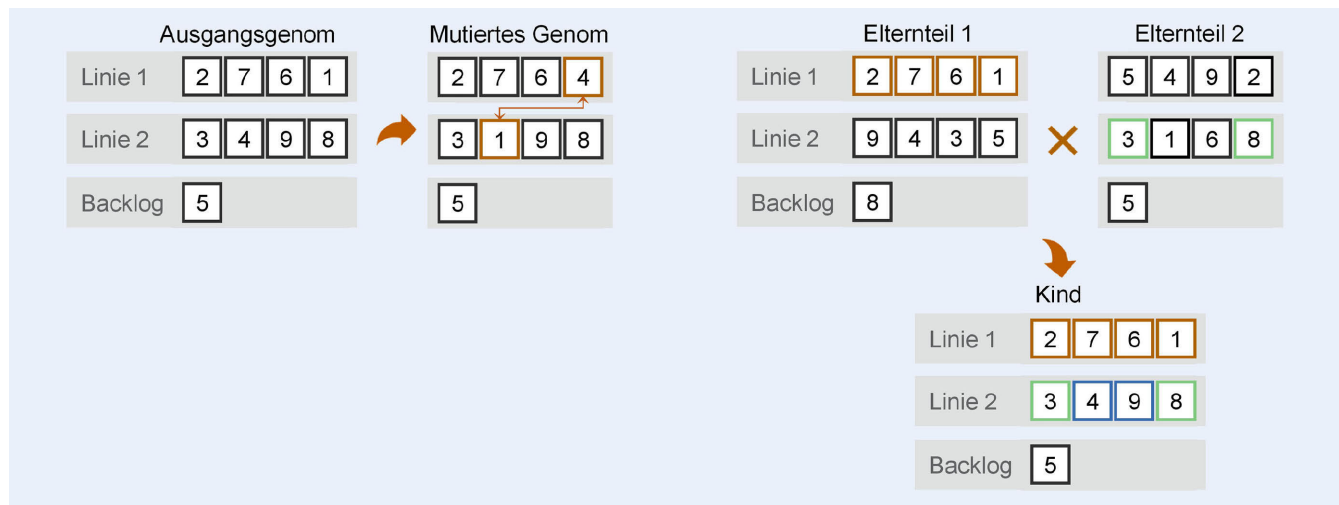 Ausgangsgenom
Linie 1 2 7 6 1
Linie 2 3 4 9 8
Backlog 5
Mutiertes Genom
2 7 6 4
3 1 9 8
5
Elternteil 1
Linie 1 2 7 6 1
Linie 2 9 4 3 5
Backlog 8
Elternteil 2
5 4 9 2
3 1 6 8
5
Kind
Linie 1 2 7 6 1
Linie 2 3 4 9 8
Backlog 5